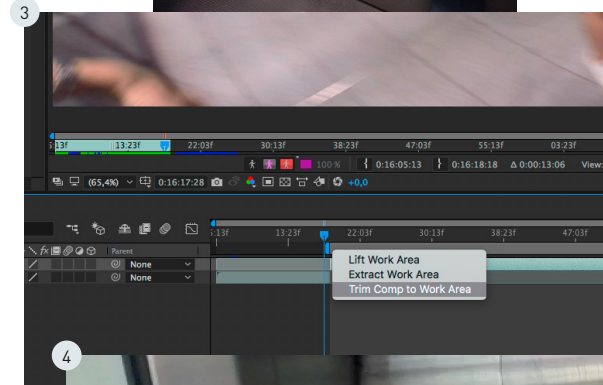 3
5:13f 13:23f 22:03f 30:13f 38:23f 47:03f 55:13f 03:23f
100 % 0:16:05:13 0:16:18:18 Δ 0:00:13:06 View:
(65,4%) 0:16:17:28 +0,0
:13f 13:23f 22:03f 30:13f 38:23f 47:03f
fx Parent
None
None
Lift Work Area
Extract Work Area
Trim Comp to Work Area
4